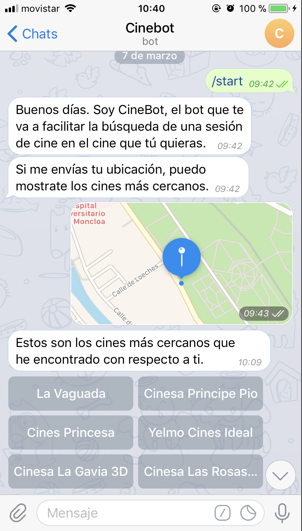 movistar 10:40 100 %
Chats
Cinebot
bot
C
7 de marzo
/start 09:42
Buenos días. Soy CineBot, el bot que te
va a facilitar la búsqueda de una sesión
de cine en el cine que tú quieras. 09:42
Si me envías tu ubicación, puedo
mostrate los cines más cercanos. 09:42
spital
versitario
Moncloa
Calle de Loeches
Calle de
09:43
Estos son los cines más cercanos que
he encontrado con respecto a ti. 10:09
La Vaguada Cinesa Principe Pio
Cines Princesa Yelmo Cines Ideal
Cinesa La Gavia 3D Cinesa Las Rosas...
Mensaje